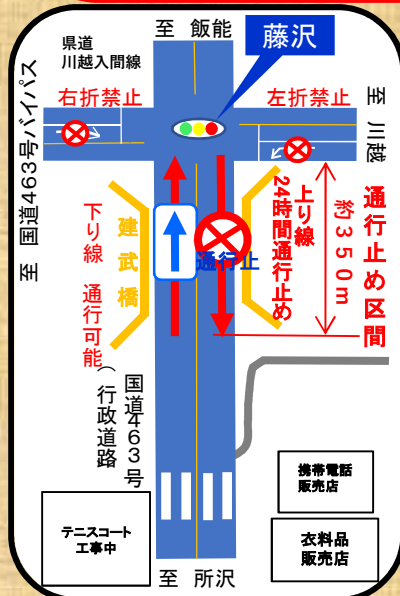 至 飯能
藤沢
県道
川越入間線
至 国道463号バイパス
右折禁止
左折禁止
至 川越
通行止め区間
約350m
上り線
24時間通行止め
通行止
建武橋
下り線 通行可能
国道463号
(行政道路
テニスコート
工事中
携帯電話
販売店
衣料品
販売店
至 所沢